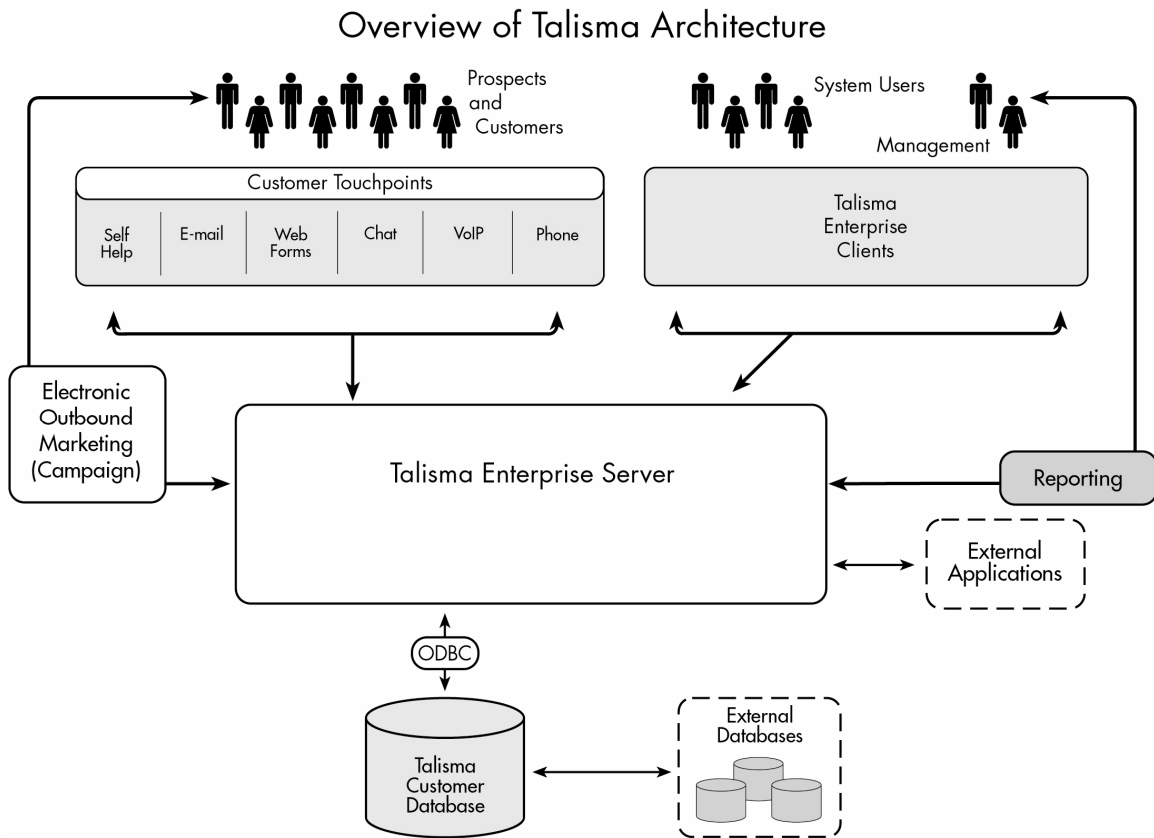 Overview of Talisma Architecture
Prospects
and
Customers
System Users
Management
Customer Touchpoints
Self
Help
E-mail
Web
Forms
Chat
VoIP
Phone
Talisma
Enterprise
Clients
Electronic
Outbound
Marketing
(Campaign)
Talisma Enterprise Server
Reporting
External
Applications
ODBC
Talisma
Customer
Database
External
Databases